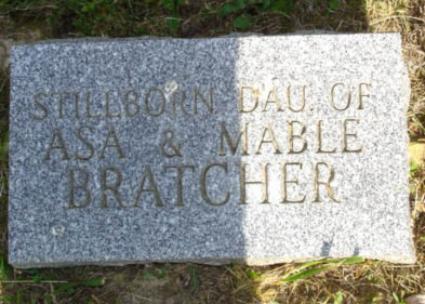 STILLBORN DAU. OF
ASA & MABLE
BRATCHER